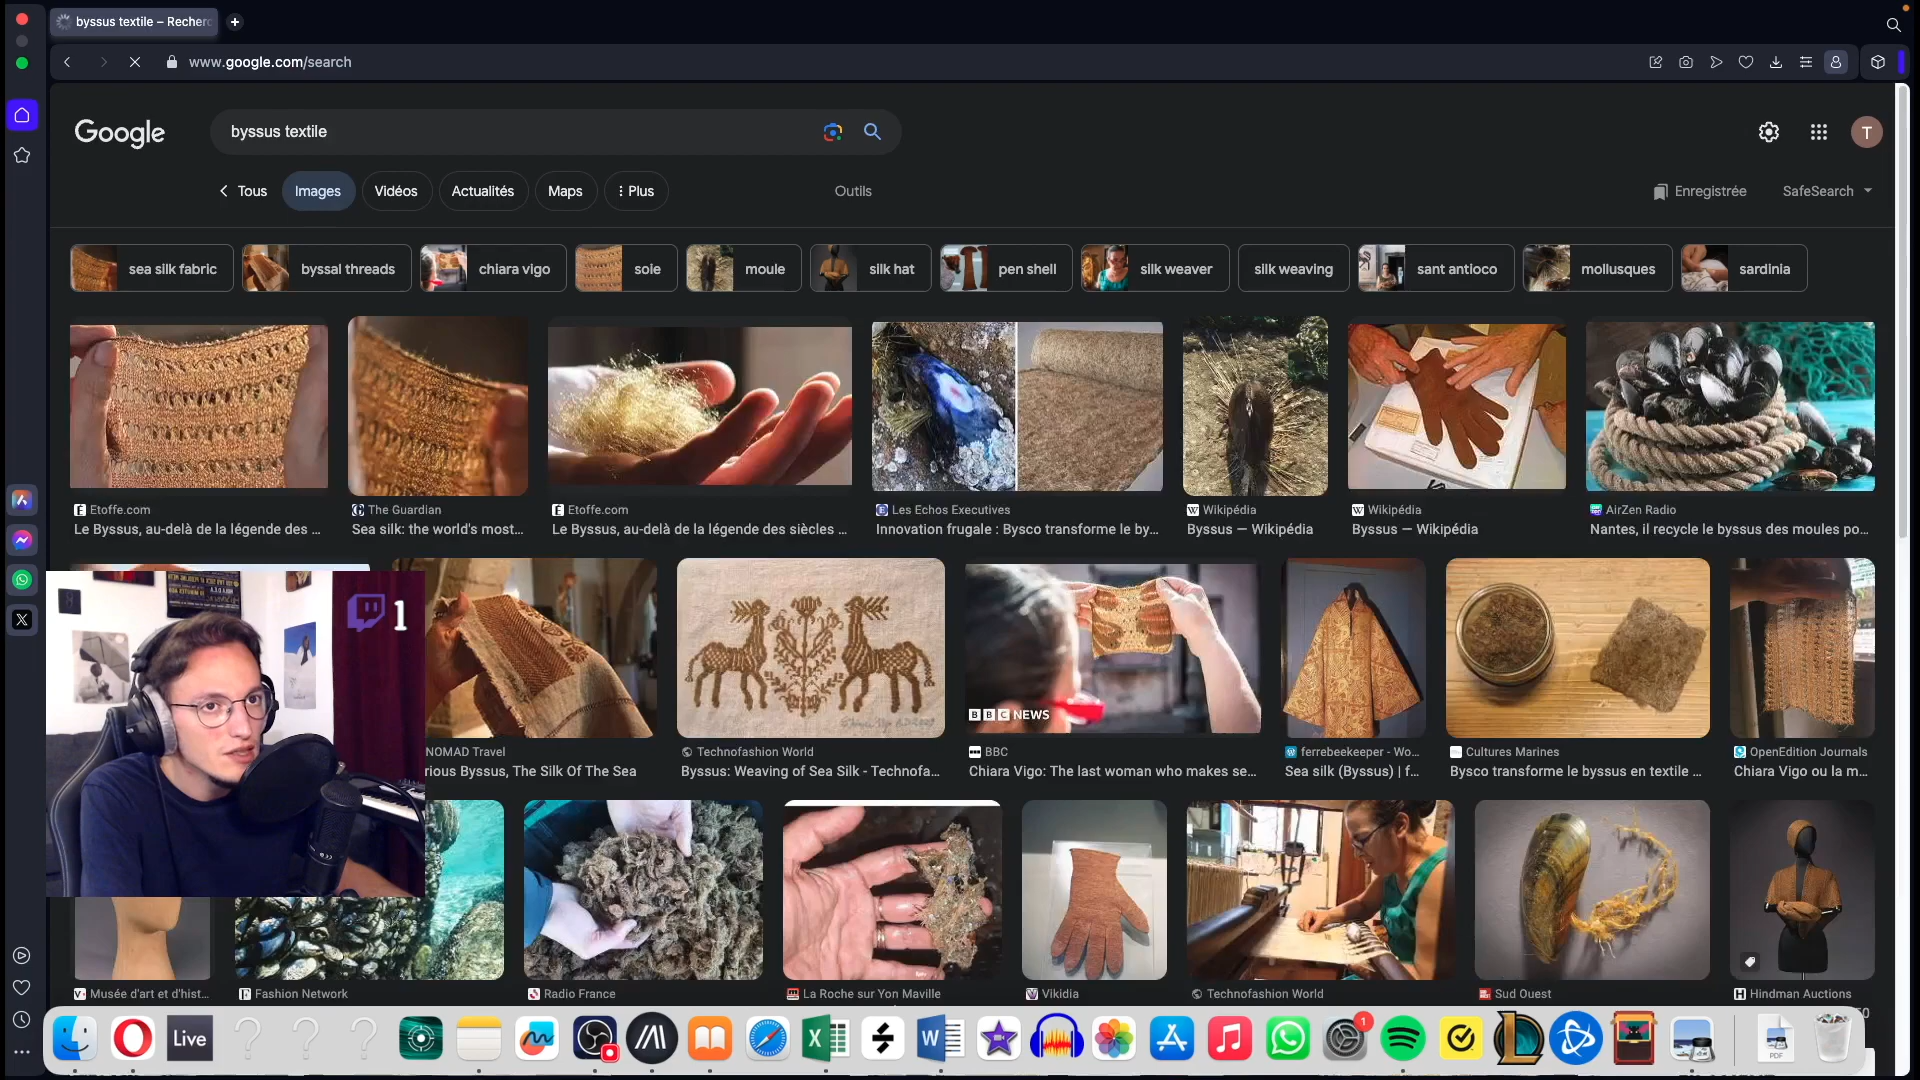 byssus textile – Recherc
www.google.com/search
Google
byssus textile
T
Tous
Images
Vidéos
Actualités
Maps
Plus
Outils
Enregistrée
SafeSearch
sea silk fabric
byssal threads
chiara vigo
soie
moule
silk hat
pen shell
silk weaver
silk weaving
sant antioco
mollusques
sardinia
Etoffe.com
Le Byssus, au-delà de la légende des ...
The Guardian
Sea silk: the world's most...
Etoffe.com
Le Byssus, au-delà de la légende des siècles ...
Les Echos Executives
Innovation frugale : Bysco transforme le by...
Wikipédia
Byssus — Wikipédia
Wikipédia
Byssus — Wikipédia
AirZen Radio
Nantes, il recycle le byssus des moules po...
1
BBC NEWS
NOMAD Travel
rious Byssus, The Silk Of The Sea
Technofashion World
Byssus: Weaving of Sea Silk - Technofa...
BBC
Chiara Vigo: The last woman who makes se...
ferrebeekeeper - Wo...
Sea silk (Byssus) | f...
Cultures Marines
Bysco transforme le byssus en textile ...
OpenEdition Journals
Chiara Vigo ou la m...
Musée d'art et d'hist...
Fashion Network
Radio France
La Roche sur Yon Maville
Vikidia
Technofashion World
Sud Ouest
Hindman Auctions
Live
1
PDF